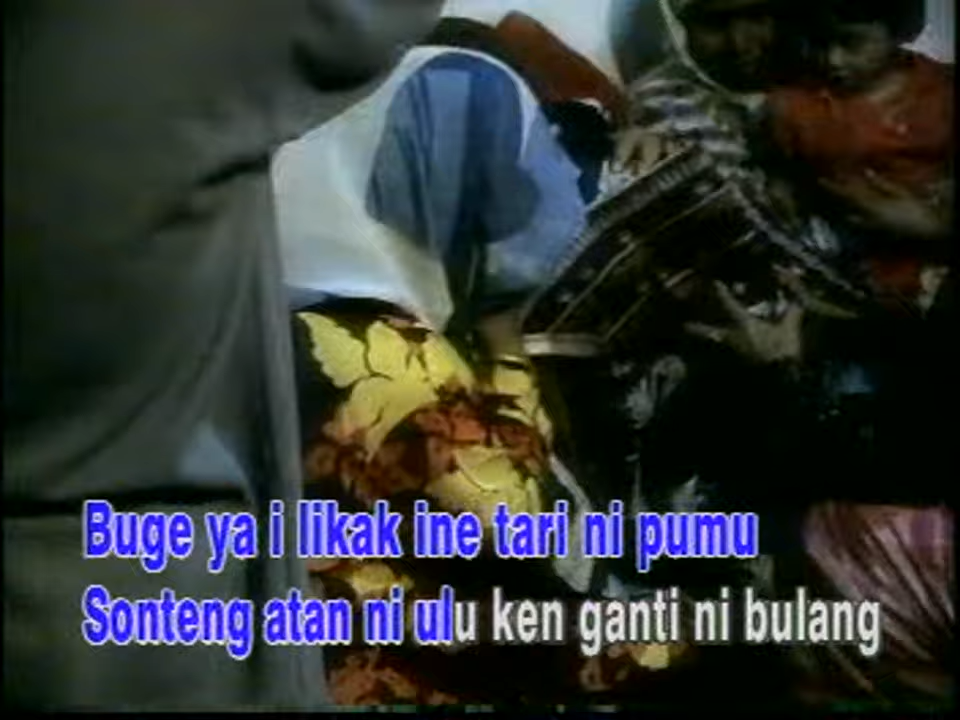 Buge ya i likak ine tari ni pumu
Sonteng atan ni ulu ken ganti ni bulang